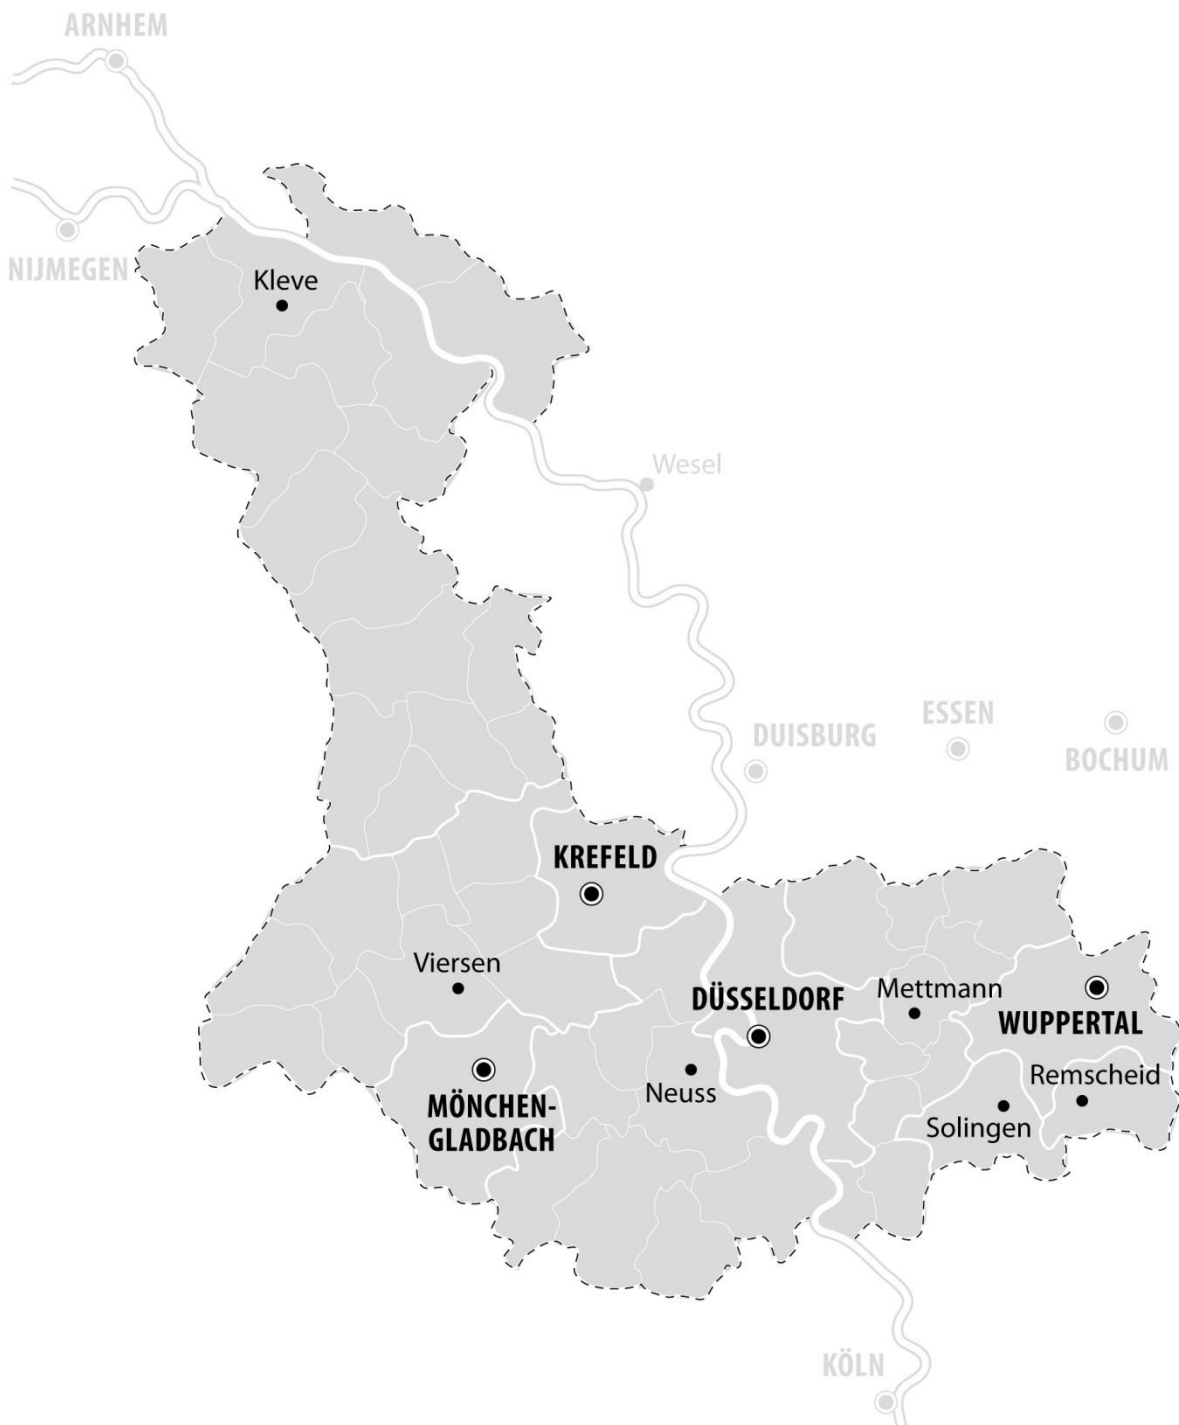 ARNHEM
NIJMEGEN
Kleve
Wesel
ESSEN
DUISBURG
BOCHUM
KREFELD
Viersen
DÜSSELDORF
Mettmann
WUPPERTAL
Remscheid
Neuss
MÖNCHEN-
GLADBACH
Solingen
KÖLN